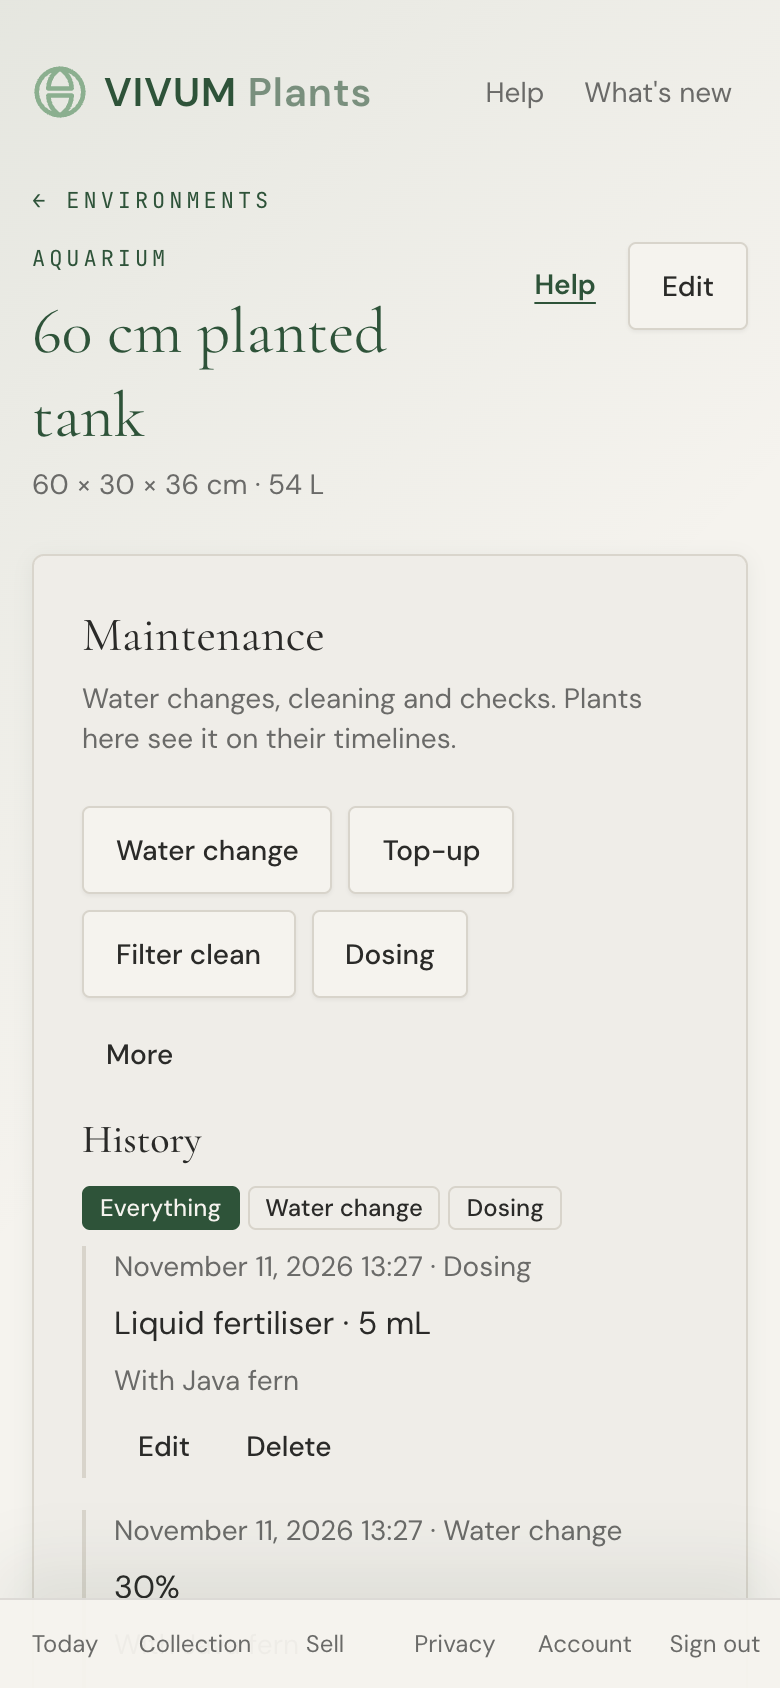 VIVUM Plants
Help What's new
← ENVIRONMENTS
AQUARIUM
Help Edit
60 cm planted
tank
60 × 30 × 36 cm · 54 L
Maintenance
Water changes, cleaning and checks. Plants
here see it on their timelines.
Water change Top-up
Filter clean Dosing
More
History
Everything Water change Dosing
November 11, 2026 13:27 · Dosing
Liquid fertiliser · 5 mL
With Java fern
Edit Delete
November 11, 2026 13:27 · Water change
30%
Today Collection Sell Privacy Account Sign out